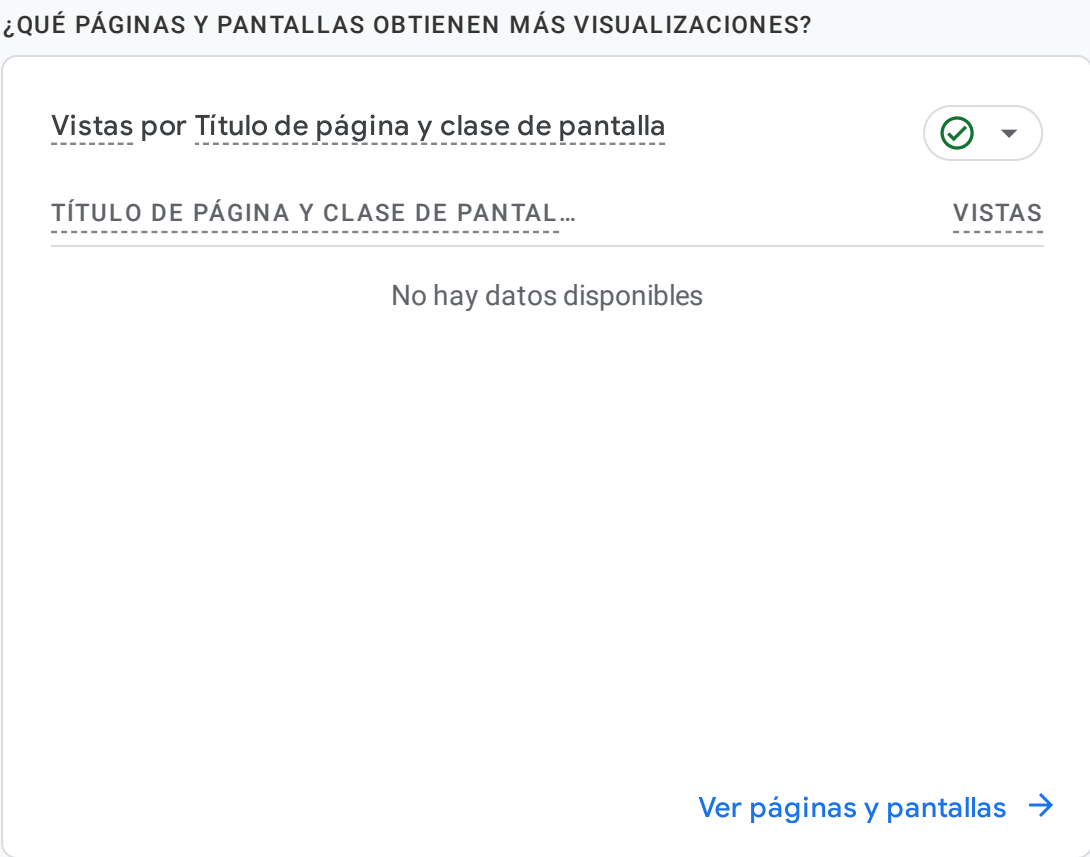 ¿QUÉ PÁGINAS Y PANTALLAS OBTIENEN MÁS VISUALIZACIONES?
Vistas por Título de página y clase de pantalla
TÍTULO DE PÁGINA Y CLASE DE PANTAL… VISTAS
No hay datos disponibles
Ver páginas y pantallas